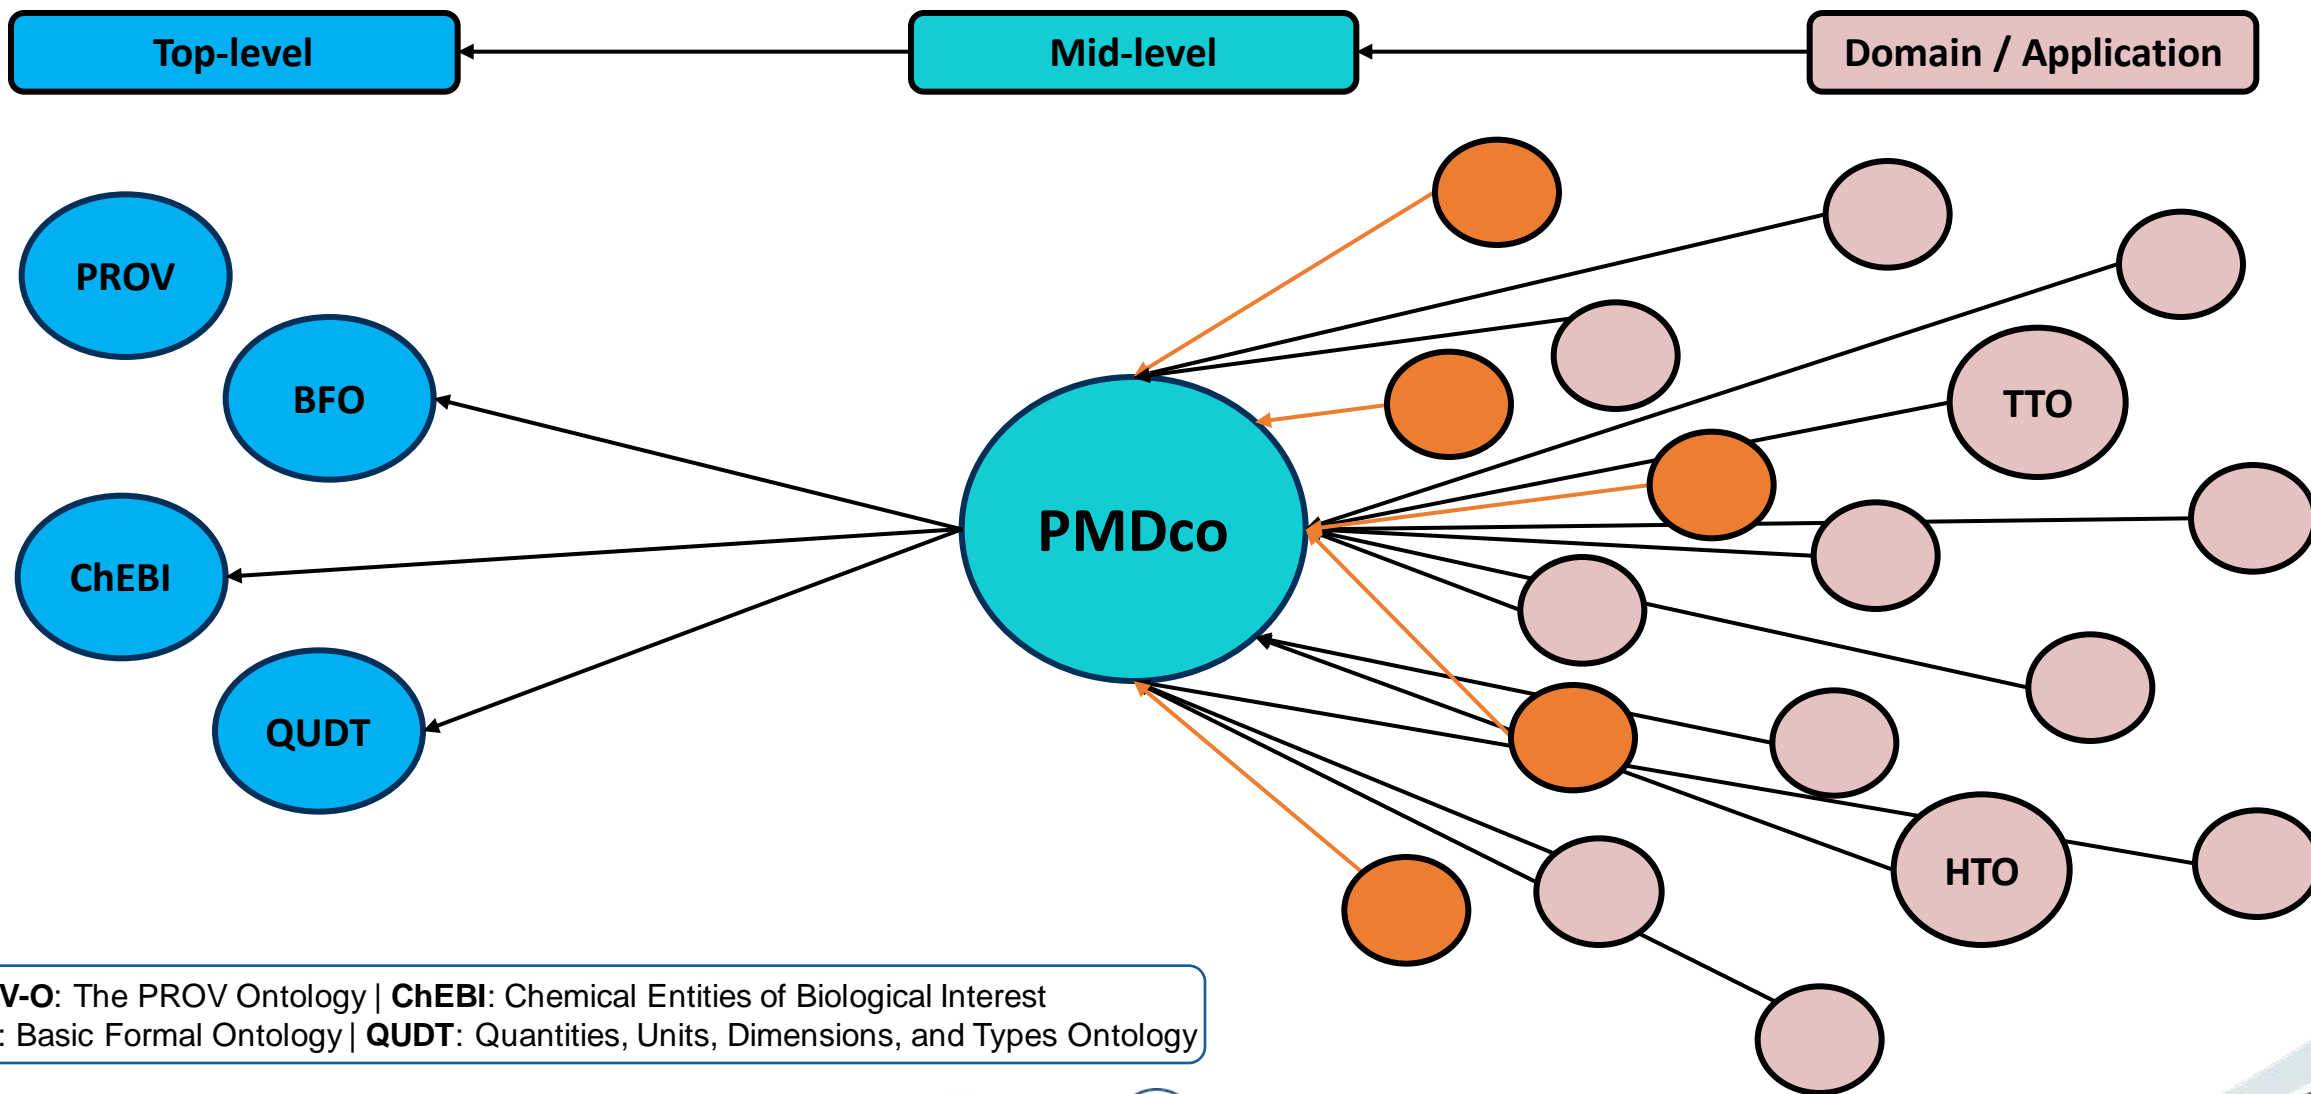 Top-level
Mid-level
Domain / Application
PROV
BFO
TTO
PMDco
ChEBI
QUDT
HTO
V-O: The PROV Ontology | ChEBI: Chemical Entities of Biological Interest
: Basic Formal Ontology | QUDT: Quantities, Units, Dimensions, and Types Ontology